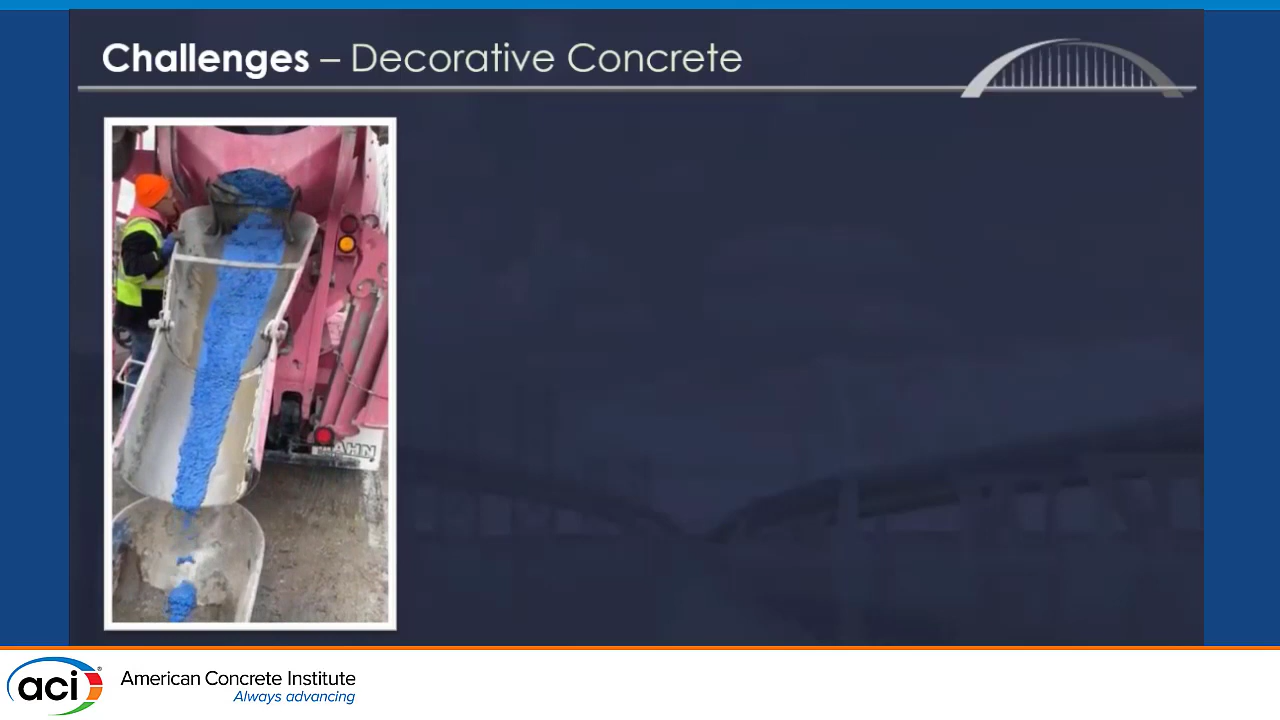 Challenges – Decorative Concrete
aci®
American Concrete Institute
Always advancing